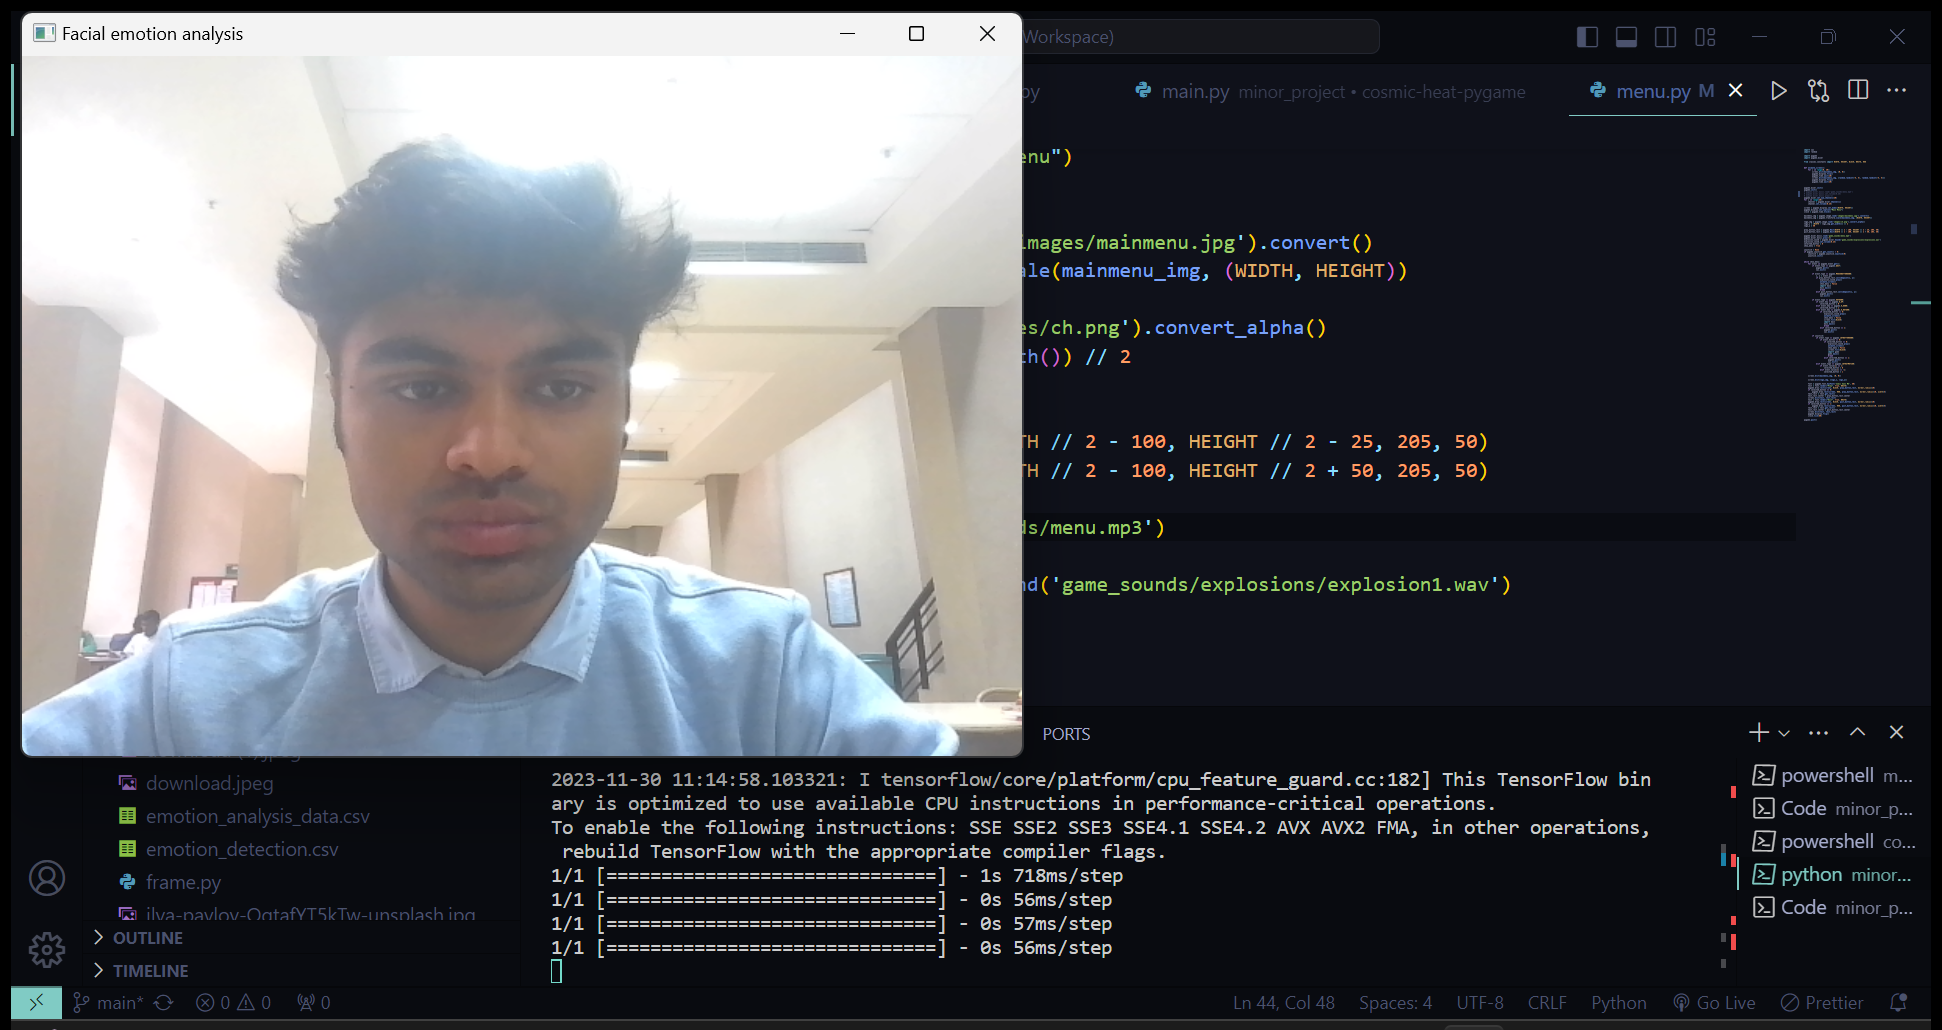 Facial emotion analysis
Workspace)
py
main.py minor_project • cosmic-heat-pygame
menu.py M
enu")
images/mainmenu.jpg').convert()
ale(mainmenu_img, (WIDTH, HEIGHT))
es/ch.png').convert_alpha()
th()) // 2
TH // 2 - 100, HEIGHT // 2 - 25, 205, 50)
TH // 2 - 100, HEIGHT // 2 + 50, 205, 50)
ds/menu.mp3')
nd('game_sounds/explosions/explosion1.wav')
PORTS
download.jpeg
emotion_analysis_data.csv
emotion_detection.csv
frame.py
ilya-pavlov-OqtafYT5kTw-unsplash.jpg
OUTLINE
TIMELINE
2023-11-30 11:14:58.103321: I tensorflow/core/platform/cpu_feature_guard.cc:182] This TensorFlow bin
ary is optimized to use available CPU instructions in performance-critical operations.
To enable the following instructions: SSE SSE2 SSE3 SSE4.1 SSE4.2 AVX AVX2 FMA, in other operations,
rebuild TensorFlow with the appropriate compiler flags.
1/1 [==============================] - 1s 718ms/step
1/1 [==============================] - 0s 56ms/step
1/1 [==============================] - 0s 57ms/step
1/1 [==============================] - 0s 56ms/step
powershell m...
Code minor_p...
powershell co...
python minor...
Code minor_p...
main* 0 0 0
Ln 44, Col 48 Spaces: 4 UTF-8 CRLF Python Go Live Prettier